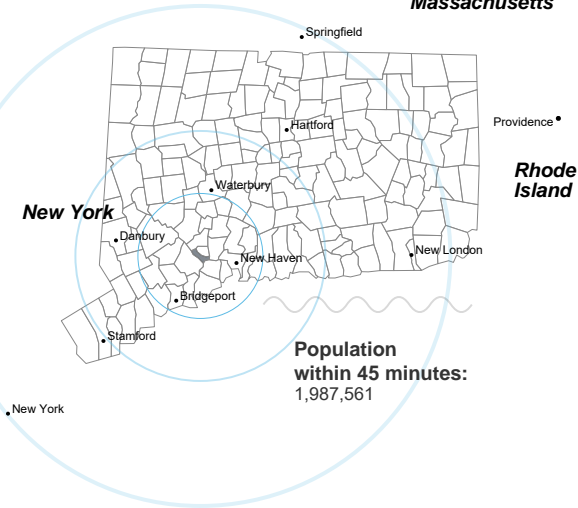 Massachusetts
Springfield
Hartford
Providence
Rhode
Island
Waterbury
New York
Danbury
New Haven
New London
Bridgeport
Stamford
Population
within 45 minutes:
1,987,561
New York